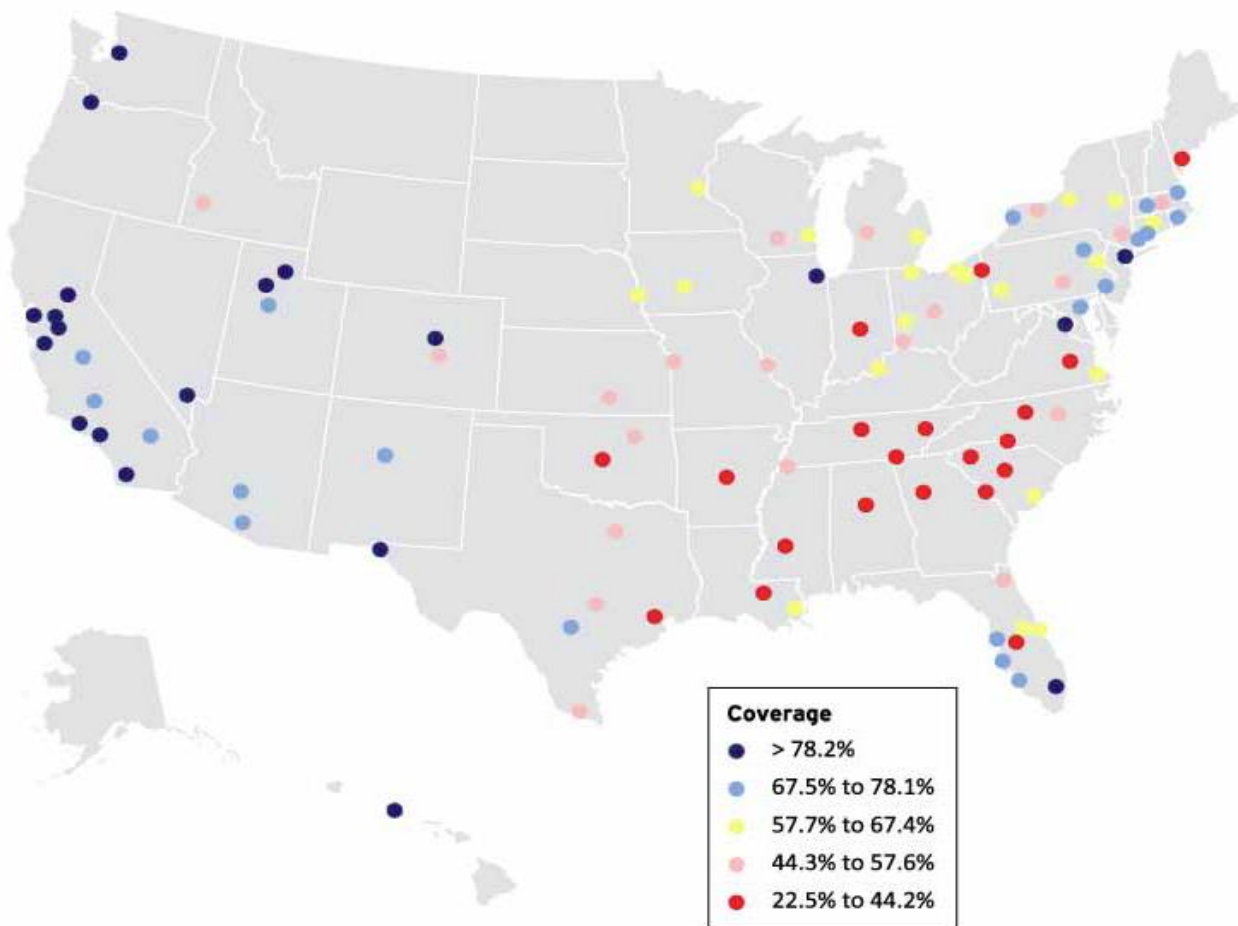 Coverage
> 78.2%
67.5% to 78.1%
57.7% to 67.4%
44.3% to 57.6%
22.5% to 44.2%